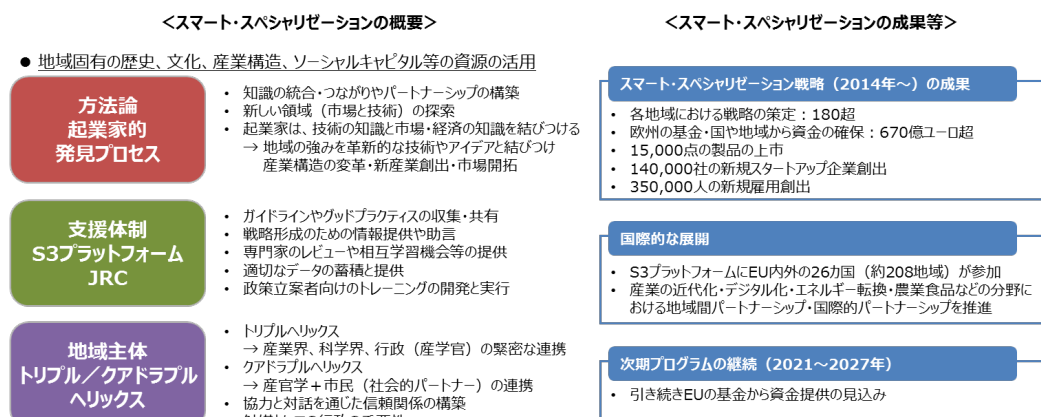 <スマート・スペシャリゼーションの概要>
● 地域固有の歴史、文化、産業構造、ソーシャルキャピタル等の資源の活用
方法論
起業家的
発見プロセス
• 知識の統合・つながりやパートナーシップの構築
• 新しい領域（市場と技術）の探索
• 起業家は、技術の知識と市場・経済の知識を結びつける
→ 地域の強みを革新的な技術やアイデアと結びつけ
産業構造の変革・新産業創出・市場開拓
支援体制
S3プラットフォーム
JRC
• ガイドラインやグッドプラクティスの収集・共有
• 戦略形成のための情報提供や助言
• 専門家のレビューや相互学習機会等の提供
• 適切なデータの蓄積と提供
• 政策立案者向けのトレーニングの開発と実行
地域主体
トリプル／クアドラプル
ヘリックス
• トリプルヘリックス
→ 産業界、科学界、行政（産学官）の緊密な連携
• クアドラプルヘリックス
→ 産官学＋市民（社会的パートナー）の連携
• 協力と対話を通じた信頼関係の構築
<スマート・スペシャリゼーションの成果等>
スマート・スペシャリゼーション戦略（2014年～）の成果
• 各地域における戦略の策定：180超
• 欧州の基金・国や地域から資金の確保：670億ユーロ超
• 15,000点の製品の上市
• 140,000社の新規スタートアップ企業創出
• 350,000人の新規雇用創出
国際的な展開
• S3プラットフォームにEU内外の26カ国（約208地域）が参加
• 産業の近代化・デジタル化・エネルギー転換・農業食品などの分野に
おける地域間パートナーシップ・国際的パートナーシップを推進
次期プログラムの継続（2021～2027年）
• 引き続きEUの基金から資金提供の見込み